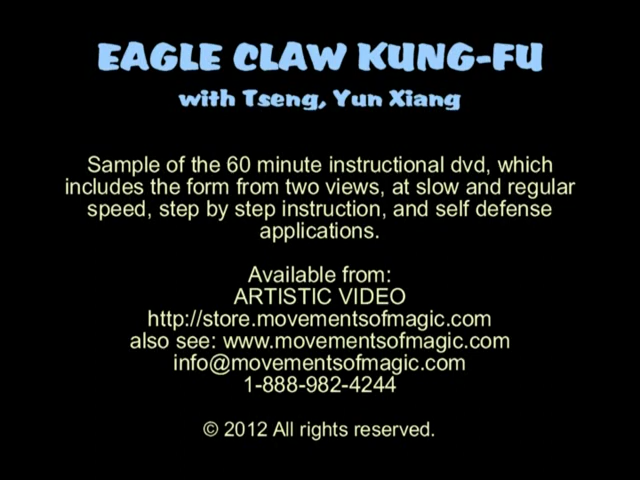 EAGLE CLAW KUNG-FU
with Tseng, Yun Xiang
Sample of the 60 minute instructional dvd, which
includes the form from two views, at slow and regular
speed, step by step instruction, and self defense
applications.
Available from:
ARTISTIC VIDEO
http://store.movementsofmagic.com
also see: www.movementsofmagic.com
info@movementsofmagic.com
1-888-982-4244
© 2012 All rights reserved.